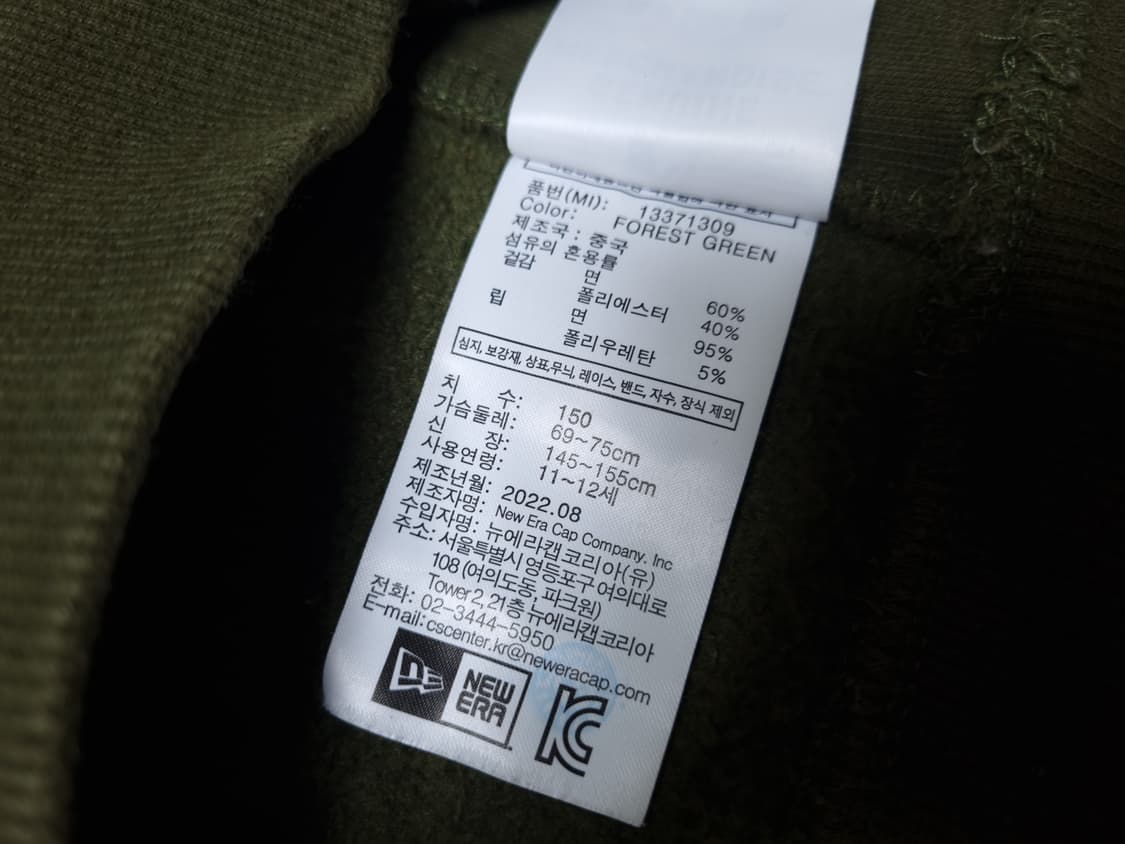 품번(MI): 13371309
Color: FOREST GREEN
제조국: 중국
섬유의 혼용률
겉감 면 60%
폴리에스터 40%
립 면 95%
폴리우레탄 5%
심지, 보강재, 상표,무늬, 레이스, 밴드, 자수, 장식 제외
치 수: 150
가슴둘레: 69~75cm
신 장: 145~155cm
사용연령: 11~12세
제조년월: 2022.08
제조자명: New Era Cap Company. Inc
수입자명: 뉴에라캡코리아(유)
주소: 서울특별시 영등포구 여의대로
108 (여의도동, 파크원)
Tower 2, 21층 뉴에라캡코리아
전화: 02-3444-5950
E-mail: cscenter.kr@neweracap.com
NEW
ERA